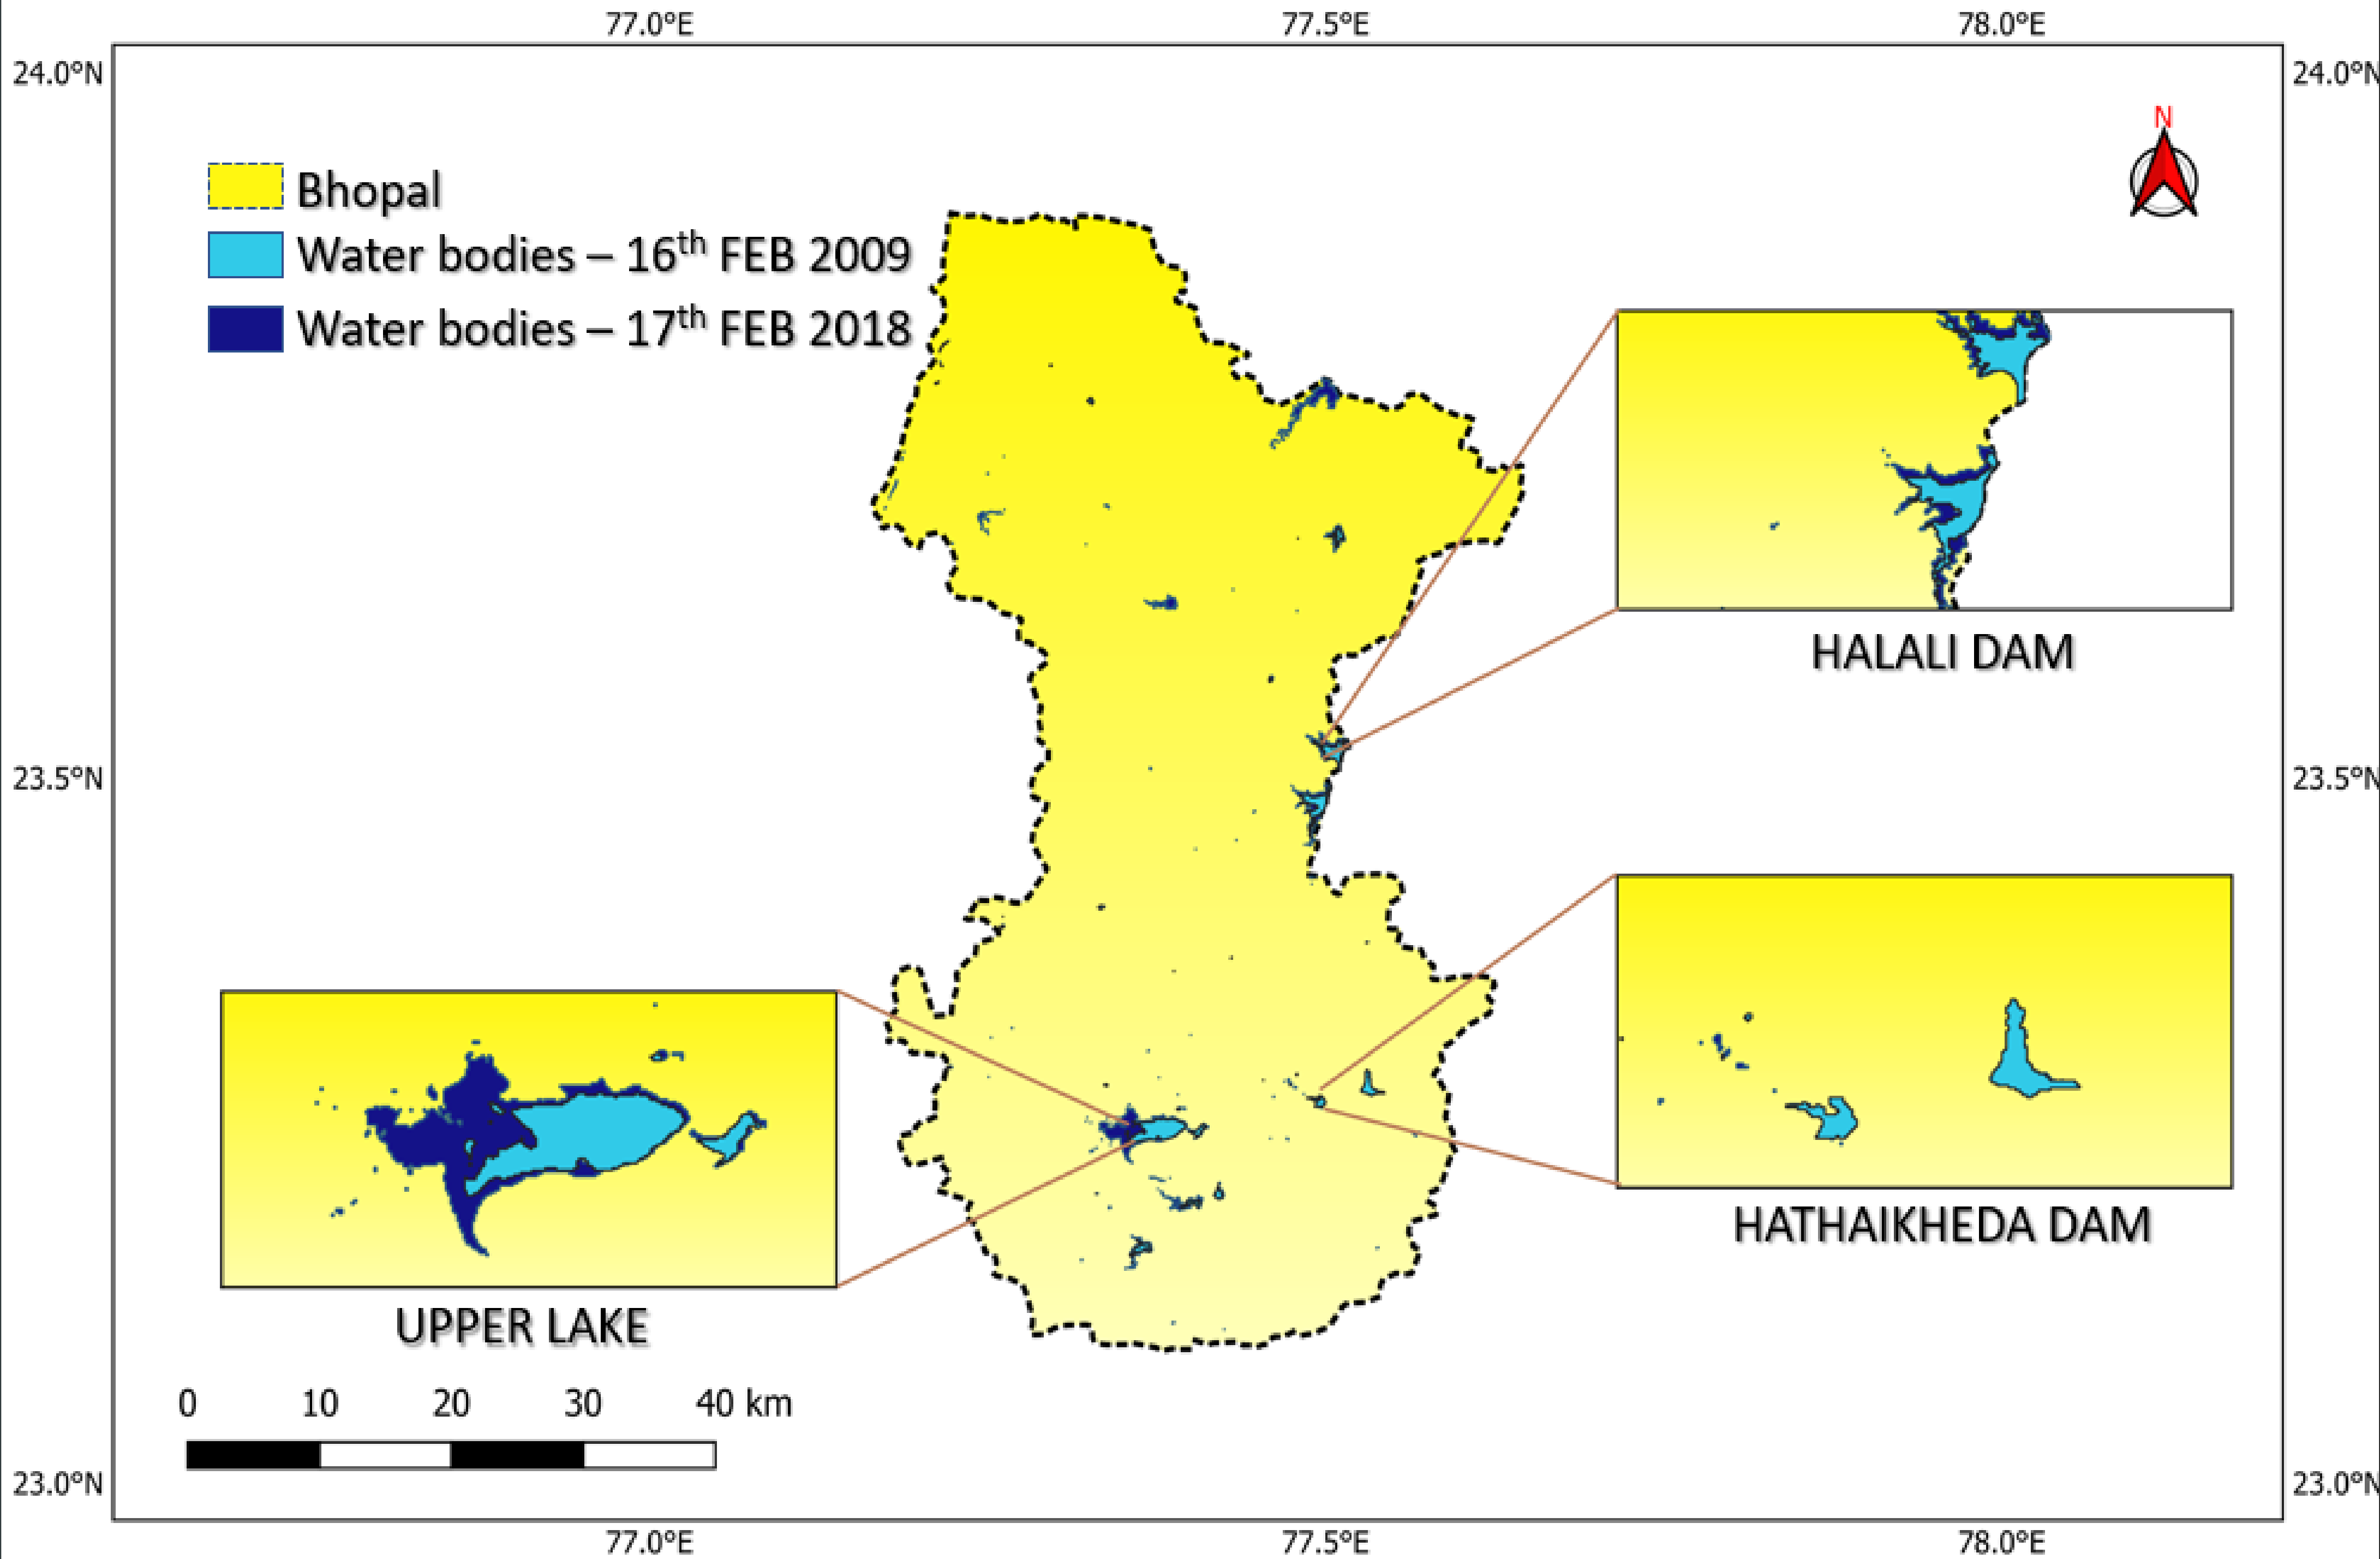 77.0°E 77.5°E 78.0°E
24.0°N 24.0°N
N
Bhopal
Water bodies – 16th FEB 2009
Water bodies – 17th FEB 2018
HALALI DAM
23.5°N 23.5°N
HATHAIKHEDA DAM
UPPER LAKE
0 10 20 30 40 km
23.0°N 23.0°N
77.0°E 77.5°E 78.0°E